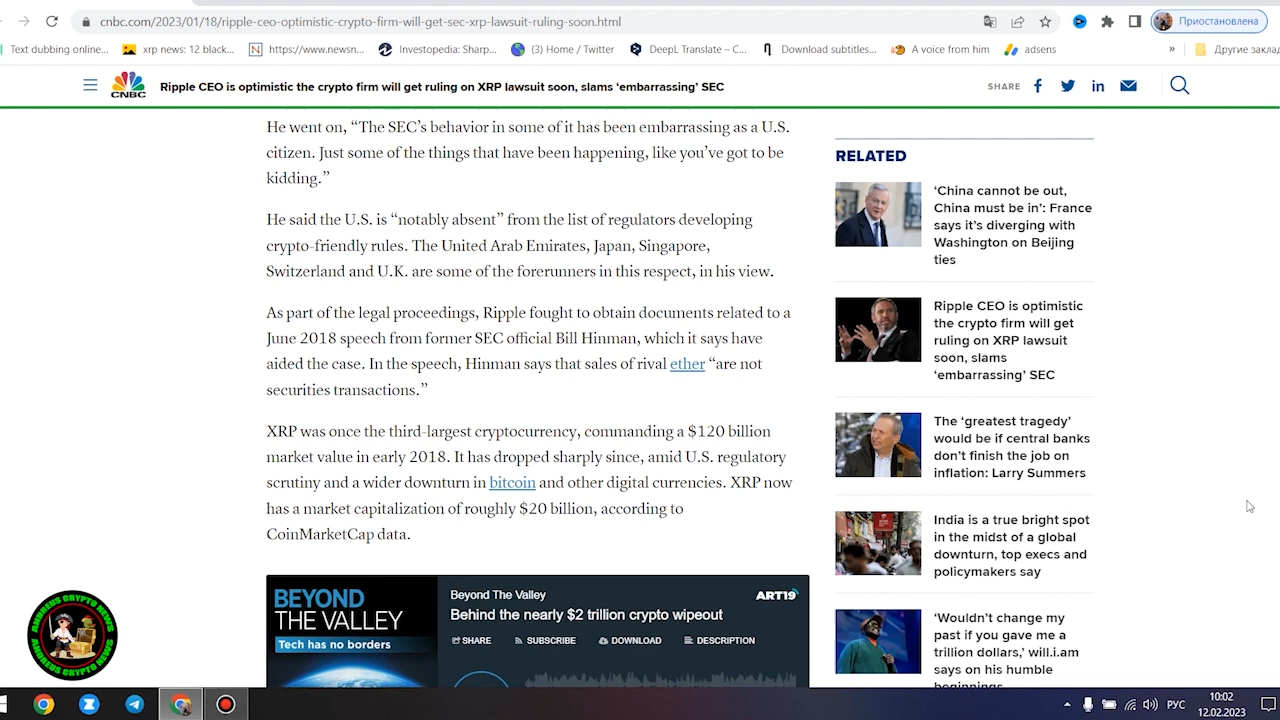 cnbc.com/2023/01/18/ripple-ceo-optimistic-crypto-firm-will-get-sec-xrp-lawsuit-ruling-soon.html
Приостановлена
Text dubbing online...
xrp news: 12 black...
https://www.newsn...
Investopedia: Sharp...
(3) Home / Twitter
DeepL Translate – C...
Download subtitles...
A voice from him
adsens
»
Другие заклад
CNBC
Ripple CEO is optimistic the crypto firm will get ruling on XRP lawsuit soon, slams ‘embarrassing’ SEC
SHARE
He went on, “The SEC’s behavior in some of it has been embarrassing as a U.S.
citizen. Just some of the things that have been happening, like you’ve got to be
kidding.”
He said the U.S. is “notably absent” from the list of regulators developing
crypto-friendly rules. The United Arab Emirates, Japan, Singapore,
Switzerland and U.K. are some of the forerunners in this respect, in his view.
As part of the legal proceedings, Ripple fought to obtain documents related to a
June 2018 speech from former SEC official Bill Hinman, which it says have
aided the case. In the speech, Hinman says that sales of rival ether “are not
securities transactions.”
XRP was once the third-largest cryptocurrency, commanding a $120 billion
market value in early 2018. It has dropped sharply since, amid U.S. regulatory
scrutiny and a wider downturn in bitcoin and other digital currencies. XRP now
has a market capitalization of roughly $20 billion, according to
CoinMarketCap data.
BEYOND
THE VALLEY
Tech has no borders
Beyond The Valley
ART19
Behind the nearly $2 trillion crypto wipeout
SHARE
SUBSCRIBE
DOWNLOAD
DESCRIPTION
RELATED
‘China cannot be out,
China must be in’: France
says it’s diverging with
Washington on Beijing
ties
Ripple CEO is optimistic
the crypto firm will get
ruling on XRP lawsuit
soon, slams
‘embarrassing’ SEC
The ‘greatest tragedy’
would be if central banks
don’t finish the job on
inflation: Larry Summers
India is a true bright spot
in the midst of a global
downturn, top execs and
policymakers say
‘Wouldn’t change my
past if you gave me a
trillion dollars,’ will.i.am
says on his humble
beginnings
ANDREUS CRYPTO NEWS
ANDREUS CRYPTO NEWS
РУС
10:02
12.02.2023